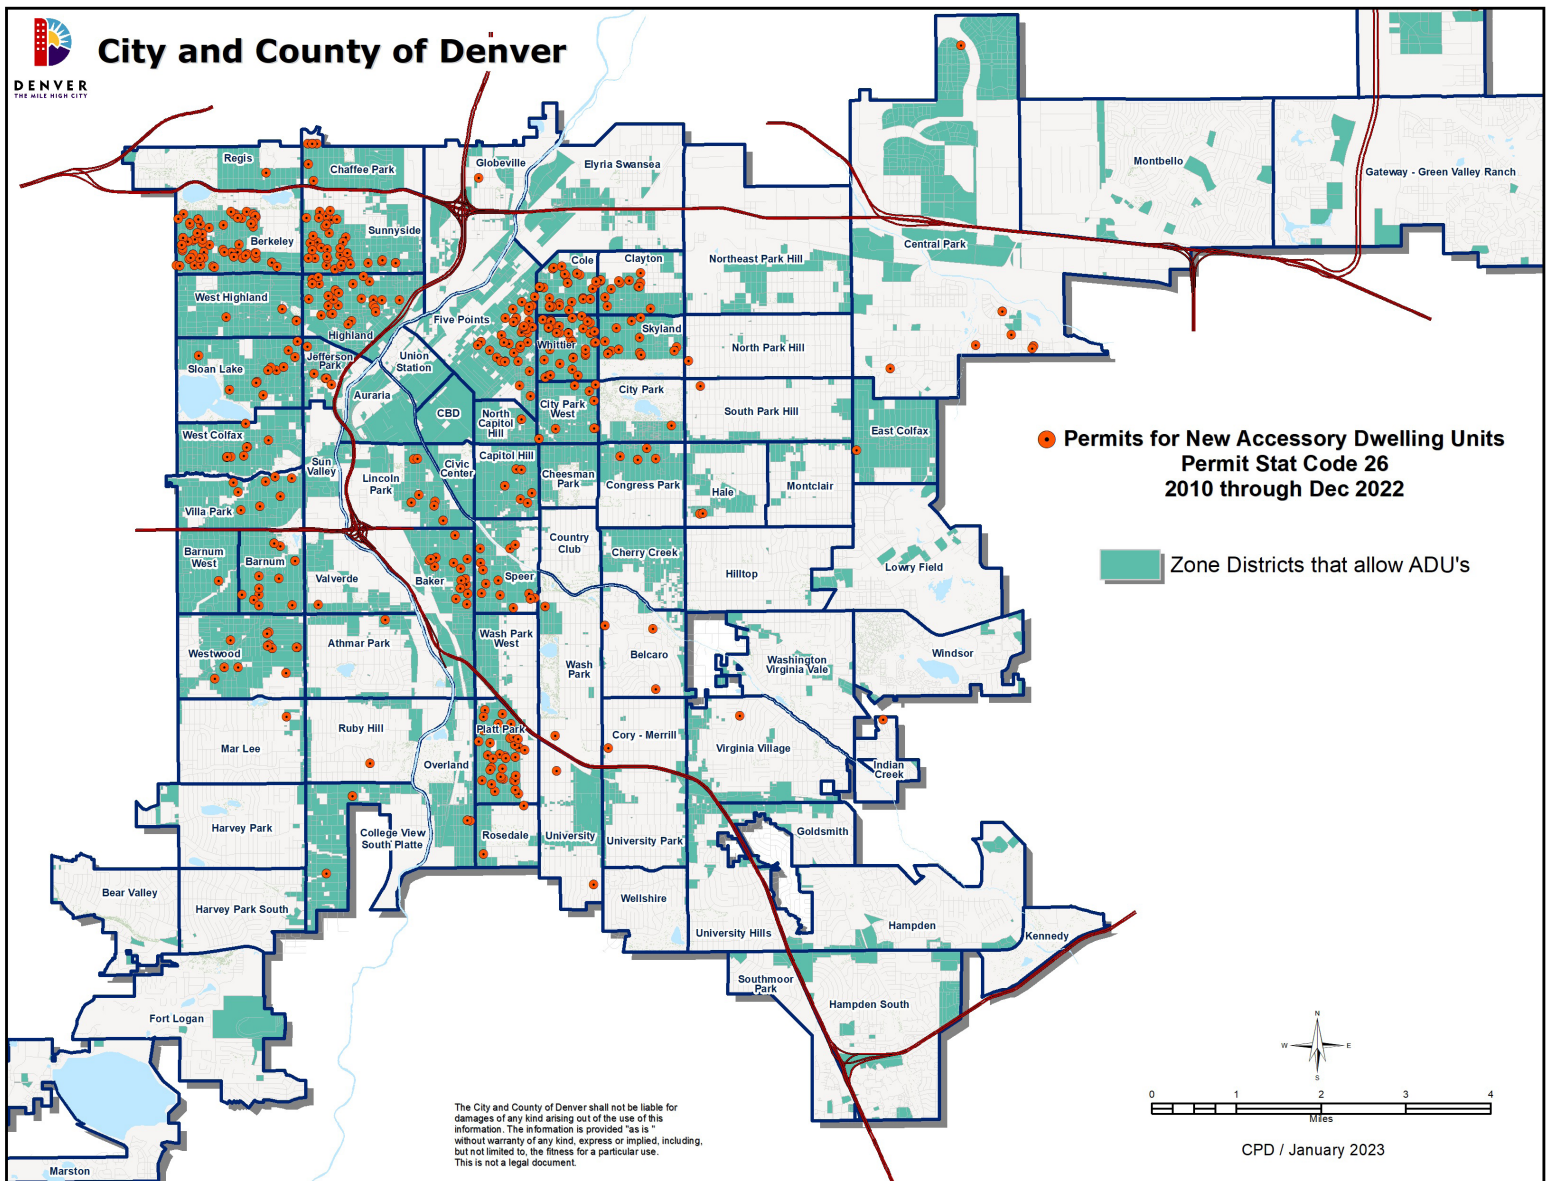 City and County of Denver
DENVER
THE MILE HIGH CITY
Regis
Chaffee Park
Globeville
Elyria Swansea
Montbello
Gateway - Green Valley Ranch
Berkeley
Sunnyside
Central Park
Cole
Clayton
Northeast Park Hill
West Highland
Highland
Five Points
Skyland
Whittier
North Park Hill
Sloan Lake
Jefferson
Park
Union
Station
Auraria
CBD
North
Capitol
Hill
City Park
West
City Park
South Park Hill
East Colfax
West Colfax
Sun
Valley
Lincoln
Park
Civic
Center
Capitol Hill
Cheesman
Park
Congress Park
Hale
Montclair
Villa Park
Barnum
West
Barnum
Valverde
Baker
Speer
Country
Club
Cherry Creek
Hilltop
Lowry Field
Westwood
Athmar Park
Wash Park
West
Wash
Park
Belcaro
Washington
Virginia Vale
Windsor
Mar Lee
Ruby Hill
Overland
Platt Park
Cory - Merrill
Virginia Village
Indian
Creek
Harvey Park
College View
South Platte
Rosedale
University
University Park
Goldsmith
Bear Valley
Harvey Park South
Wellshire
University Hills
Hampden
Kennedy
Fort Logan
Southmoor
Park
Hampden South
Marston
Permits for New Accessory Dwelling Units
Permit Stat Code 26
2010 through Dec 2022
Zone Districts that allow ADU's
N
W E
S
0 1 2 3 4
Miles
CPD / January 2023
The City and County of Denver shall not be liable for
damages of any kind arising out of the use of this
information. The information is provided "as is "
without warranty of any kind, express or implied, including,
but not limited to, the fitness for a particular use.
This is not a legal document.